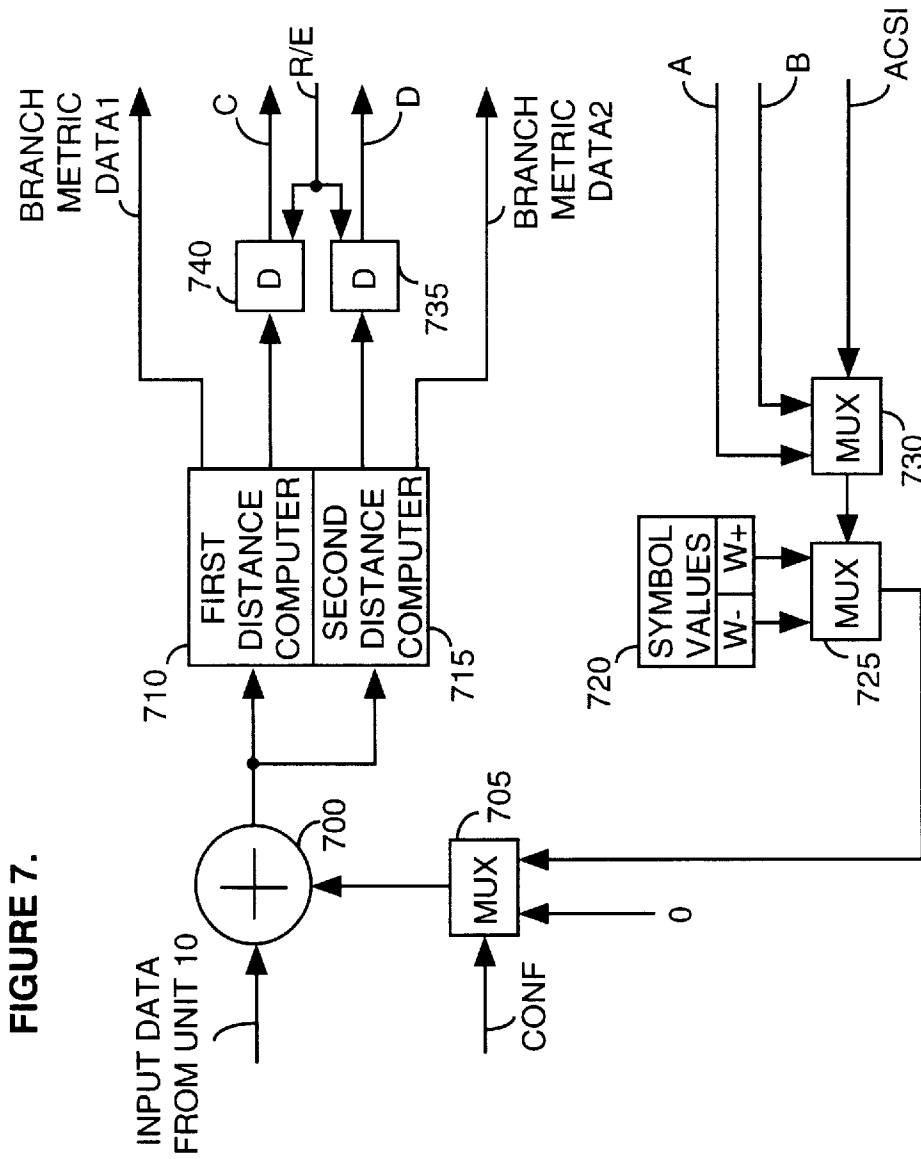 FIGURE 7.
INPUT DATA
FROM UNIT 10
700
CONF
MUX
705
0
710
FIRST
DISTANCE
COMPUTER
SECOND
DISTANCE
COMPUTER
715
BRANCH
METRIC
DATA1
740
D
C
R/E
D
735
D
BRANCH
METRIC
DATA2
720
SYMBOL
VALUES
W- W+
MUX
725
MUX
730
A
B
ACSI